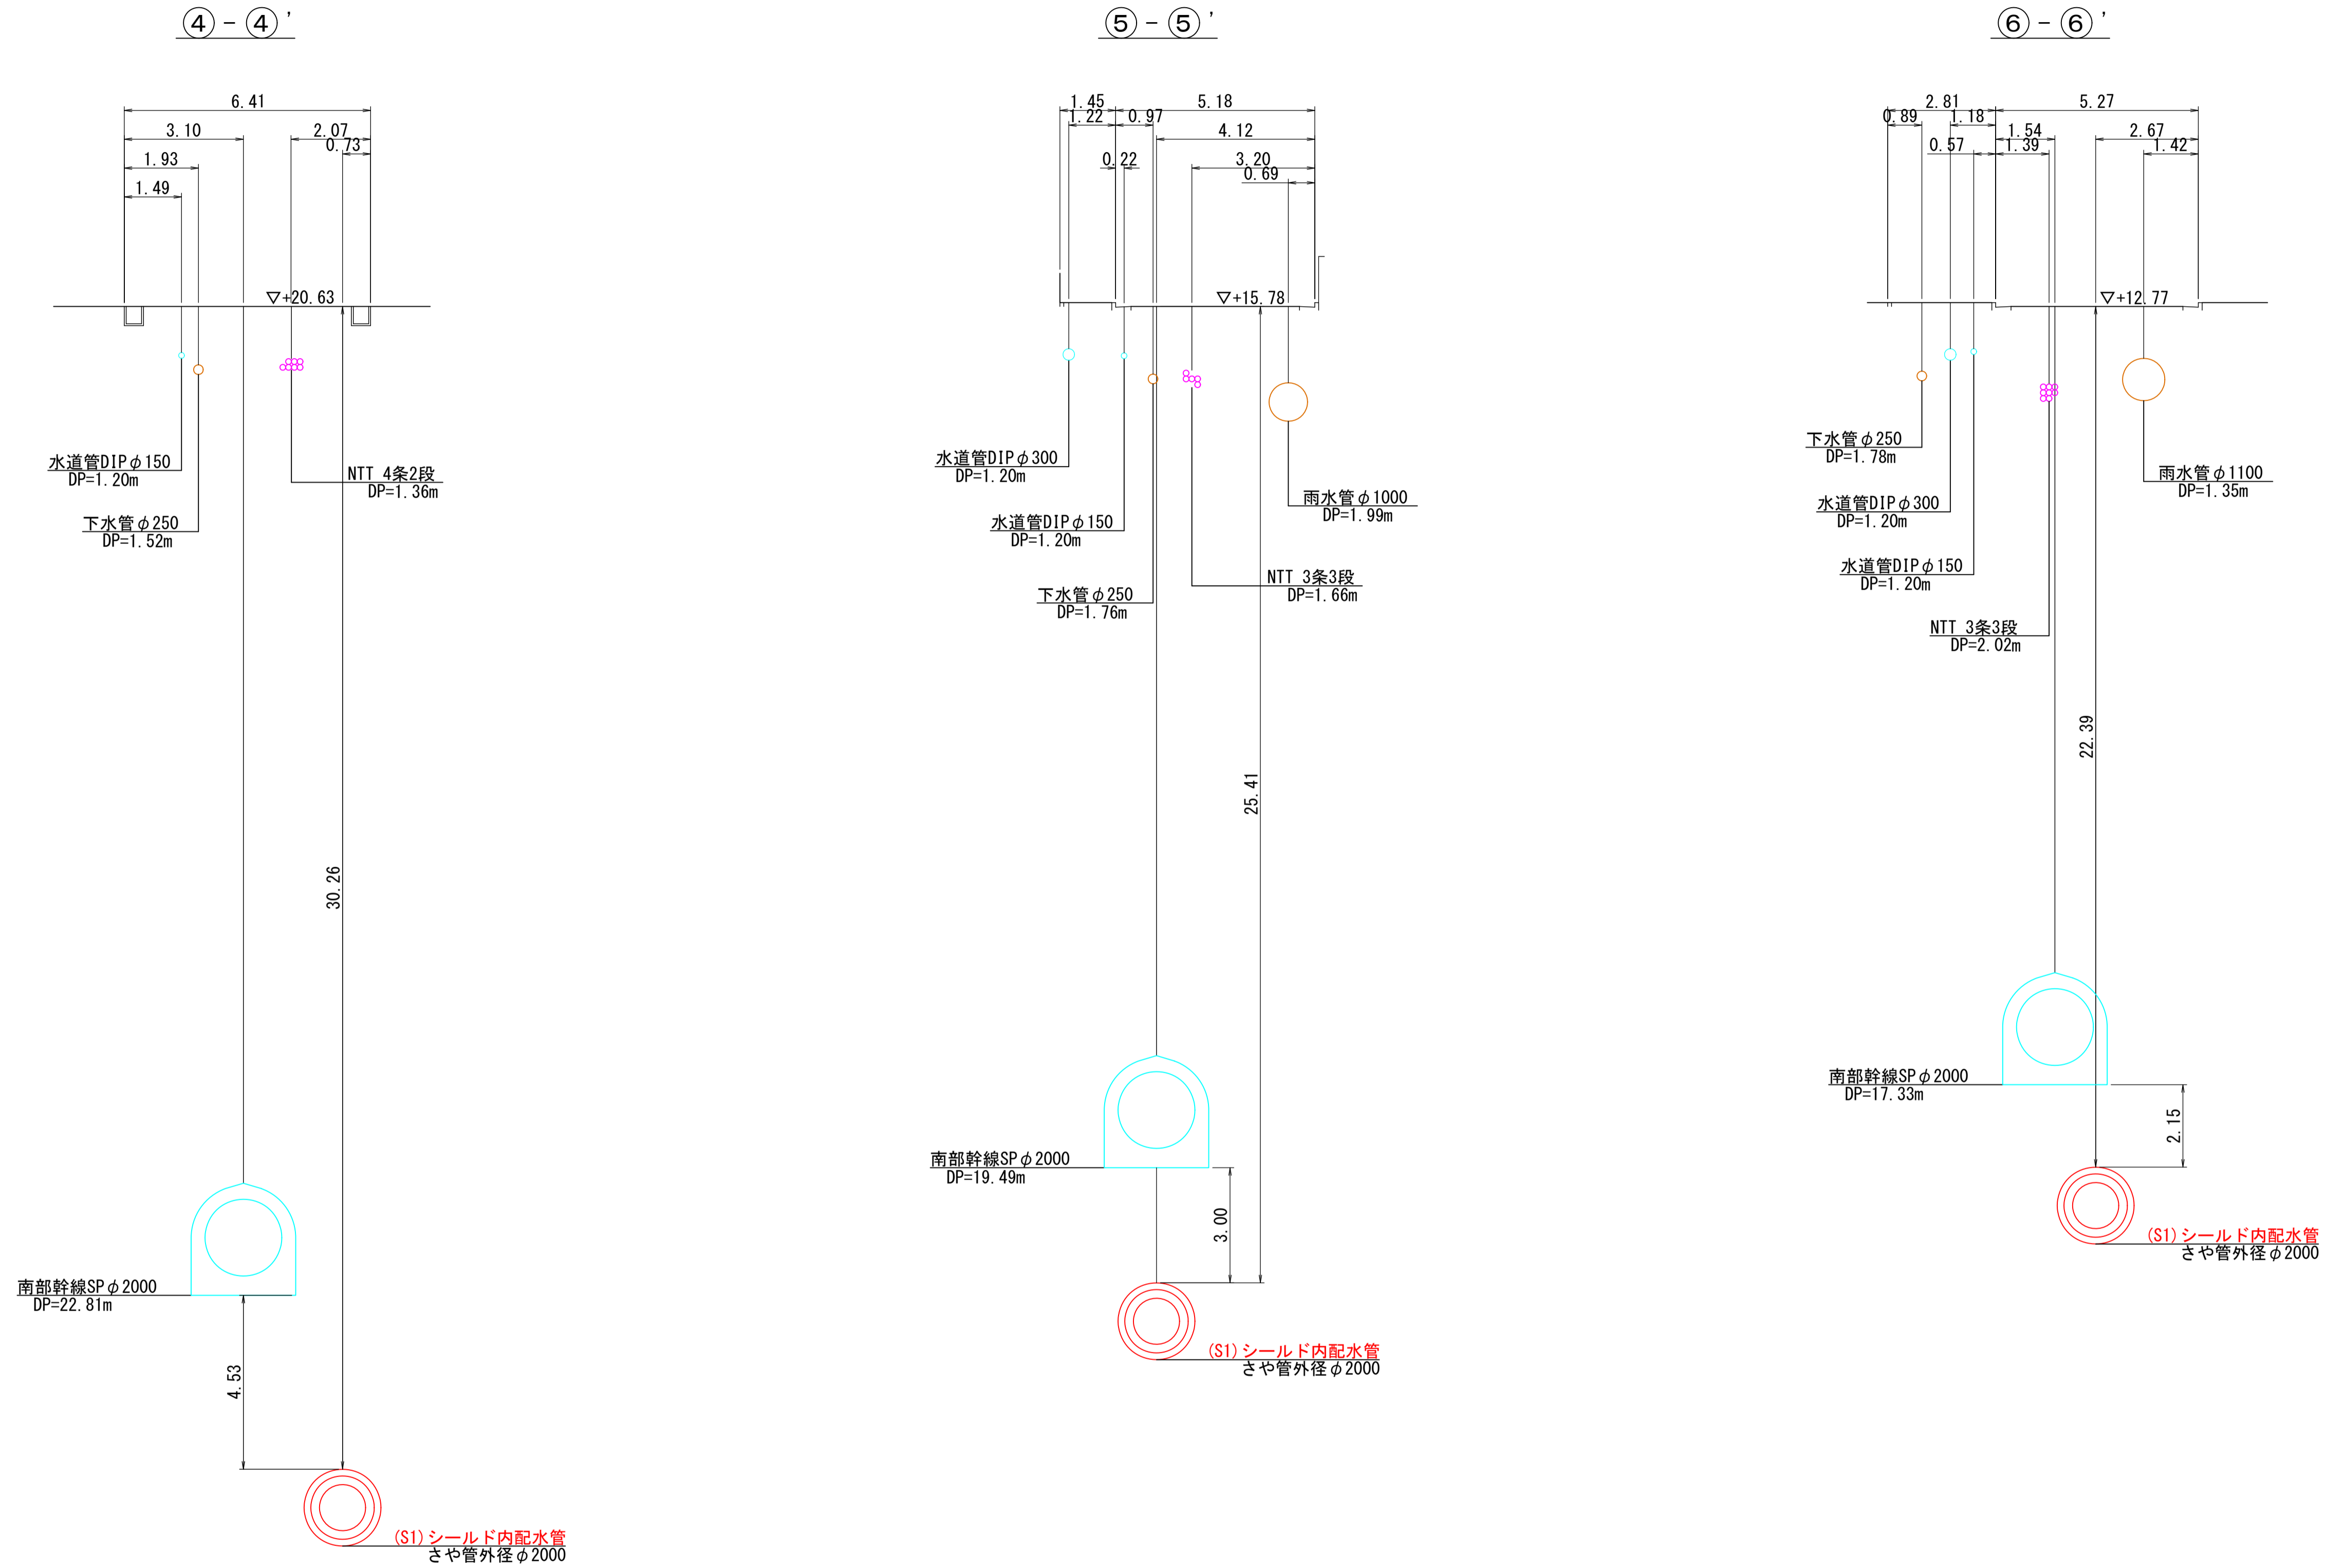 ④-④'
6.41
3.10
2.07
0.73
1.93
1.49
▽+20.63
水道管DIPφ150
DP=1.20m
NTT 4条2段
DP=1.36m
下水管φ250
DP=1.52m
30.26
南部幹線SPφ2000
DP=22.81m
4.53
(S1)シールド内配水管
さや管外径φ2000
⑤-⑤'
1.45
5.18
1.22
0.97
4.12
0.22
3.20
0.69
▽+15.78
水道管DIPφ300
DP=1.20m
雨水管φ1000
DP=1.99m
水道管DIPφ150
DP=1.20m
NTT 3条3段
DP=1.66m
下水管φ250
DP=1.76m
25.41
南部幹線SPφ2000
DP=19.49m
3.00
(S1)シールド内配水管
さや管外径φ2000
⑥-⑥'
2.81
5.27
0.89
1.18
1.54
2.67
0.57
1.39
1.42
▽+12.77
下水管φ250
DP=1.78m
雨水管φ1100
DP=1.35m
水道管DIPφ300
DP=1.20m
水道管DIPφ150
DP=1.20m
NTT 3条3段
DP=2.02m
22.39
南部幹線SPφ2000
DP=17.33m
2.15
(S1)シールド内配水管
さや管外径φ2000